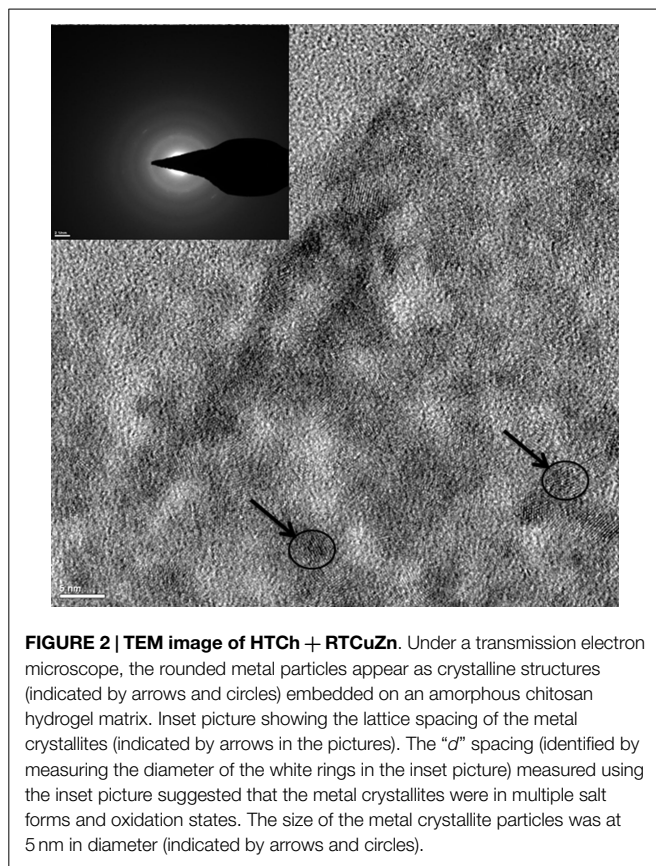 5 nm
FIGURE 2 | TEM image of HTCh + RTCuZn. Under a transmission electron
microscope, the rounded metal particles appear as crystalline structures
(indicated by arrows and circles) embedded on an amorphous chitosan
hydrogel matrix. Inset picture showing the lattice spacing of the metal
crystallites (indicated by arrows in the pictures). The “d” spacing (identified by
measuring the diameter of the white rings in the inset picture) measured using
the inset picture suggested that the metal crystallites were in multiple salt
forms and oxidation states. The size of the metal crystallite particles was at
5 nm in diameter (indicated by arrows and circles).